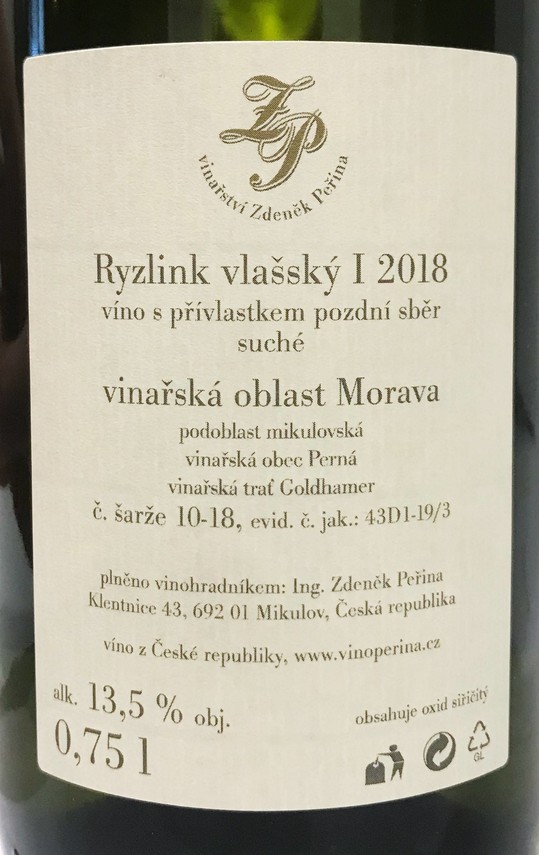 ZP
vinařství Zdeněk Peřina
Ryzlink vlašský I 2018
víno s přívlastkem pozdní sběr
suché
vinařská oblast Morava
podoblast mikulovská
vinařská obec Perná
vinařská trať Goldhamer
č. šarže 10-18, evid. č. jak.: 43D1-19/3
plněno vinohradníkem: Ing. Zdeněk Peřina
Klentnice 43, 692 01 Mikulov, Česká republika
víno z České republiky, www.vinoperina.cz
alk. 13,5 % obj.
obsahuje oxid siřičitý
0,75 l
GL